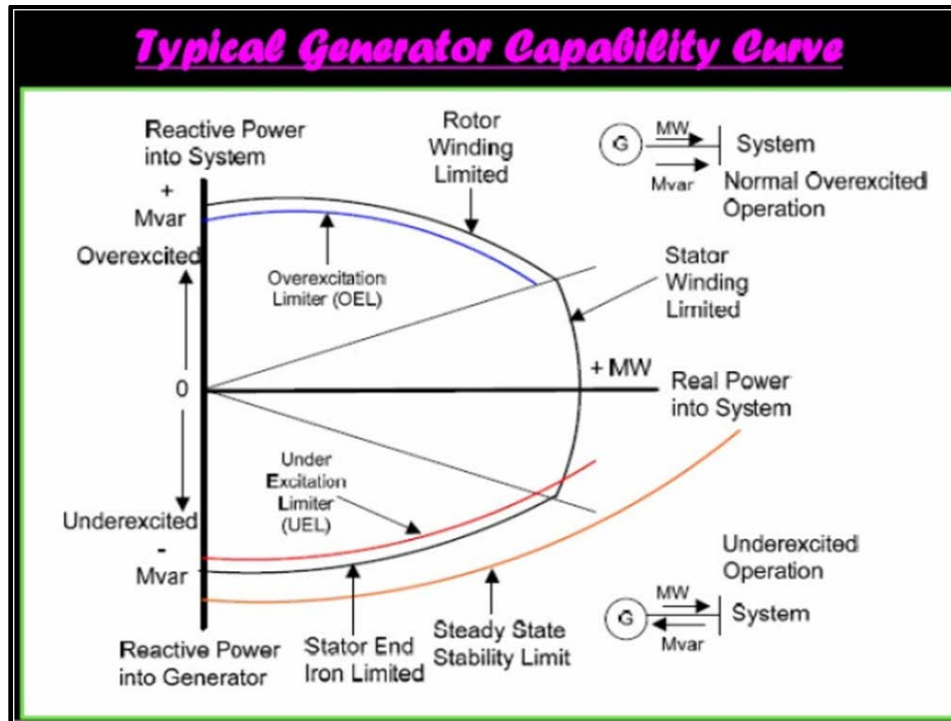 Typical Generator Capability Curve
Reactive Power
into System
+
Mvar
Overexcited
Rotor
Winding
Limited
Overexcitation
Limiter (OEL)
G
MW
Mvar
System
Normal Overexcited
Operation
Stator
Winding
Limited
0
+ MW
Real Power
into System
Under
Excitation
Limiter
(UEL)
Underexcited
-
Mvar
Reactive Power
into Generator
Stator End
Iron Limited
Steady State
Stability Limit
Underexcited
Operation
G
MW
Mvar
System